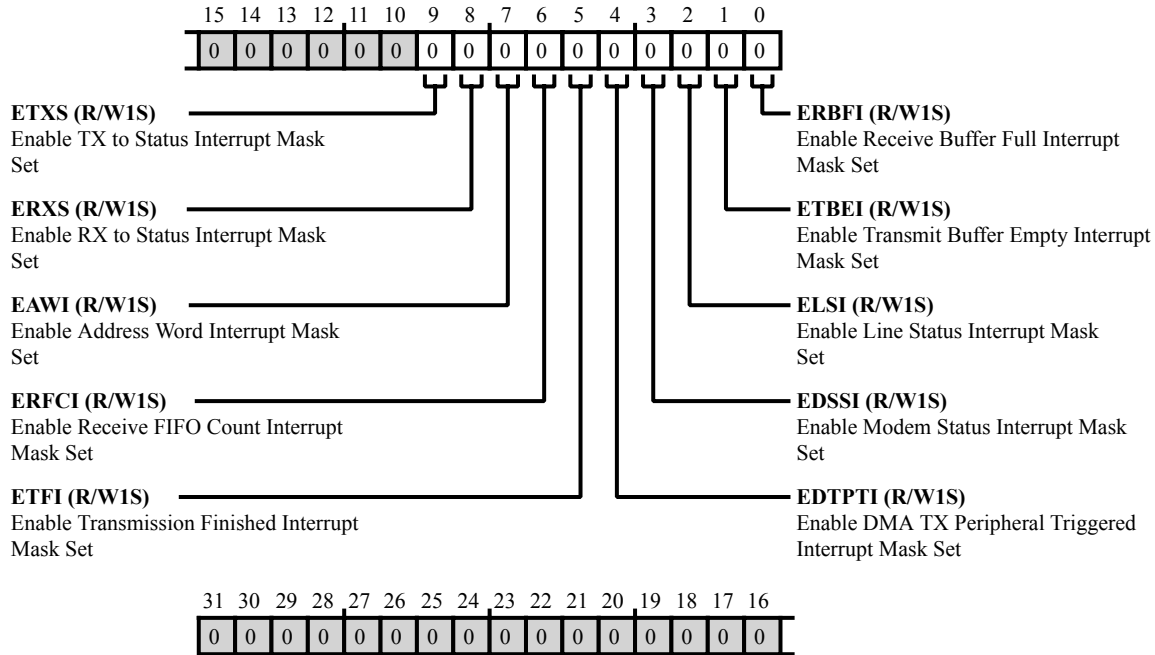 15 14 13 12 11 10 9 8 7 6 5 4 3 2 1 0
0 0 0 0 0 0 0 0 0 0 0 0 0 0 0 0
ETXS (R/W1S)
Enable TX to Status Interrupt Mask
Set
ERXS (R/W1S)
Enable RX to Status Interrupt Mask
Set
EAWI (R/W1S)
Enable Address Word Interrupt Mask
Set
ERFCI (R/W1S)
Enable Receive FIFO Count Interrupt
Mask Set
ETFI (R/W1S)
Enable Transmission Finished Interrupt
Mask Set
ERBFI (R/W1S)
Enable Receive Buffer Full Interrupt
Mask Set
ETBEI (R/W1S)
Enable Transmit Buffer Empty Interrupt
Mask Set
ELSI (R/W1S)
Enable Line Status Interrupt Mask
Set
EDSSI (R/W1S)
Enable Modem Status Interrupt Mask
Set
EDTPTI (R/W1S)
Enable DMA TX Peripheral Triggered
Interrupt Mask Set
31 30 29 28 27 26 25 24 23 22 21 20 19 18 17 16
0 0 0 0 0 0 0 0 0 0 0 0 0 0 0 0